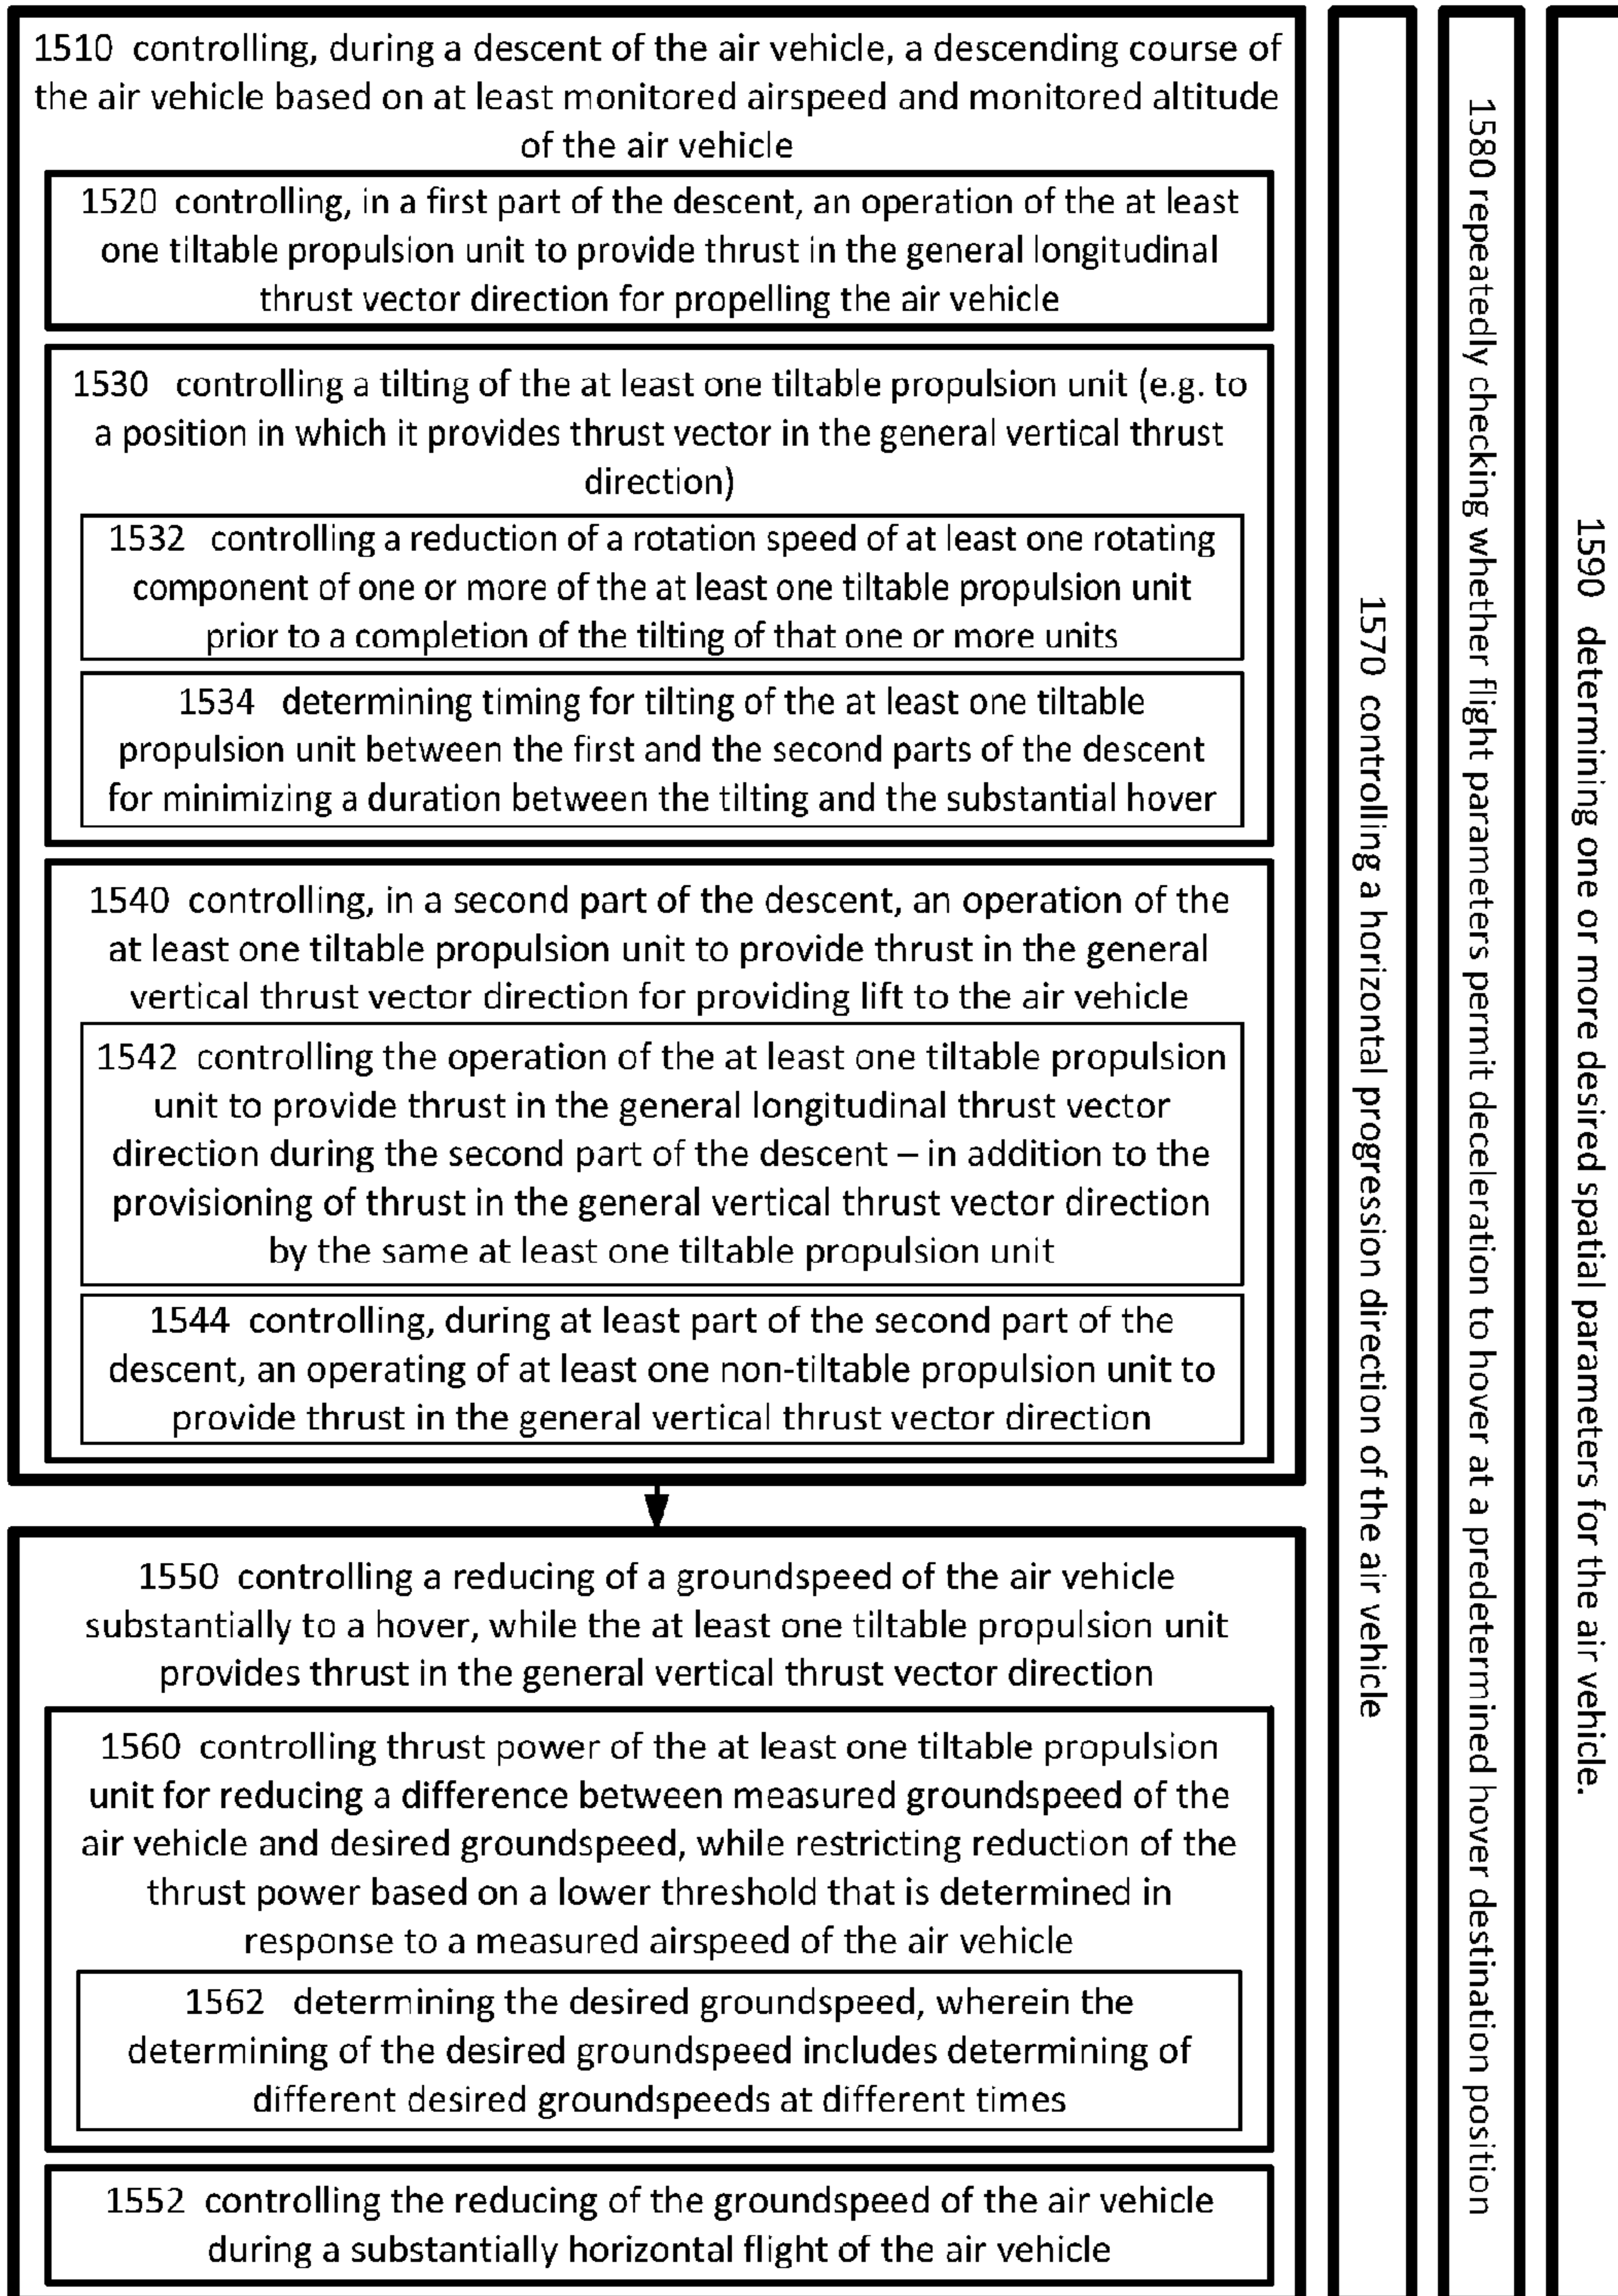 1510 controlling, during a descent of the air vehicle, a descending course of
the air vehicle based on at least monitored airspeed and monitored altitude
of the air vehicle
1520 controlling, in a first part of the descent, an operation of the at least
one tiltable propulsion unit to provide thrust in the general longitudinal
thrust vector direction for propelling the air vehicle
1530 controlling a tilting of the at least one tiltable propulsion unit (e.g. to
a position in which it provides thrust vector in the general vertical thrust
direction)
1532 controlling a reduction of a rotation speed of at least one rotating
component of one or more of the at least one tiltable propulsion unit
prior to a completion of the tilting of that one or more units
1534 determining timing for tilting of the at least one tiltable
propulsion unit between the first and the second parts of the descent
for minimizing a duration between the tilting and the substantial hover
1540 controlling, in a second part of the descent, an operation of the
at least one tiltable propulsion unit to provide thrust in the general
vertical thrust vector direction for providing lift to the air vehicle
1542 controlling the operation of the at least one tiltable propulsion
unit to provide thrust in the general longitudinal thrust vector
direction during the second part of the descent – in addition to the
provisioning of thrust in the general vertical thrust vector direction
by the same at least one tiltable propulsion unit
1544 controlling, during at least part of the second part of the
descent, an operating of at least one non-tiltable propulsion unit to
provide thrust in the general vertical thrust vector direction
1550 controlling a reducing of a groundspeed of the air vehicle
substantially to a hover, while the at least one tiltable propulsion unit
provides thrust in the general vertical thrust vector direction
1560 controlling thrust power of the at least one tiltable propulsion
unit for reducing a difference between measured groundspeed of the
air vehicle and desired groundspeed, while restricting reduction of the
thrust power based on a lower threshold that is determined in
response to a measured airspeed of the air vehicle
1562 determining the desired groundspeed, wherein the
determining of the desired groundspeed includes determining of
different desired groundspeeds at different times
1552 controlling the reducing of the groundspeed of the air vehicle
during a substantially horizontal flight of the air vehicle
1570 controlling a horizontal progression direction of the air vehicle
1580 repeatedly checking whether flight parameters permit deceleration to hover at a predetermined hover destination position
1590 determining one or more desired spatial parameters for the air vehicle.